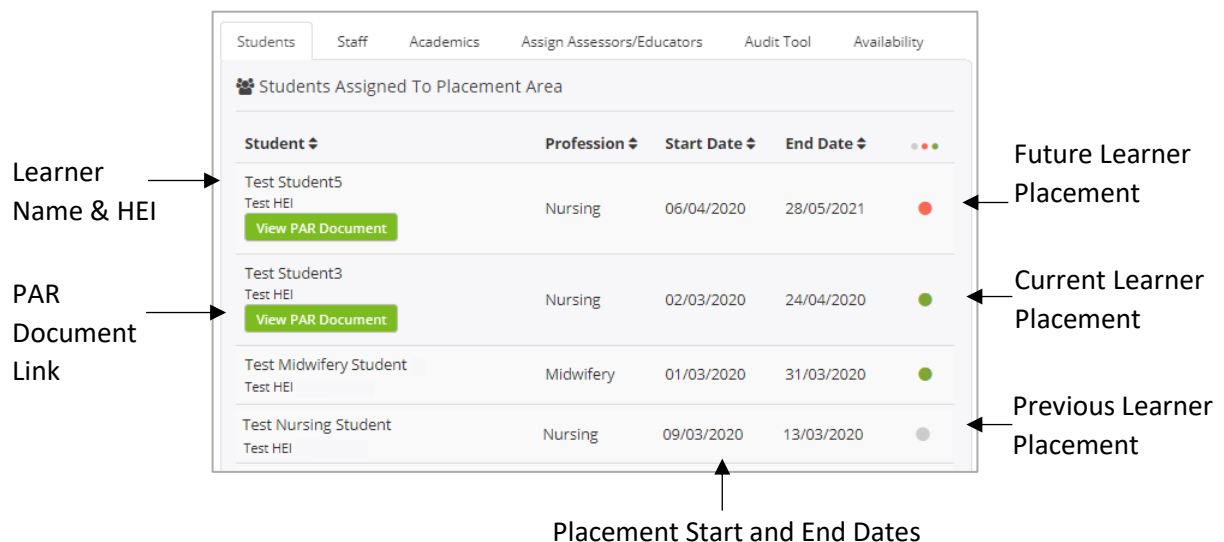 Students Staff Academics Assign Assessors/Educators Audit Tool Availability
Students Assigned To Placement Area
Student Profession Start Date End Date
Learner
Name & HEI
Test Student5
Test HEI
View PAR Document
Nursing 06/04/2020 28/05/2021
Future Learner
Placement
PAR
Document
Link
Test Student3
Test HEI
View PAR Document
Nursing 02/03/2020 24/04/2020
Current Learner
Placement
Test Midwifery Student
Test HEI
Midwifery 01/03/2020 31/03/2020
Test Nursing Student
Test HEI
Nursing 09/03/2020 13/03/2020
Previous Learner
Placement
Placement Start and End Dates